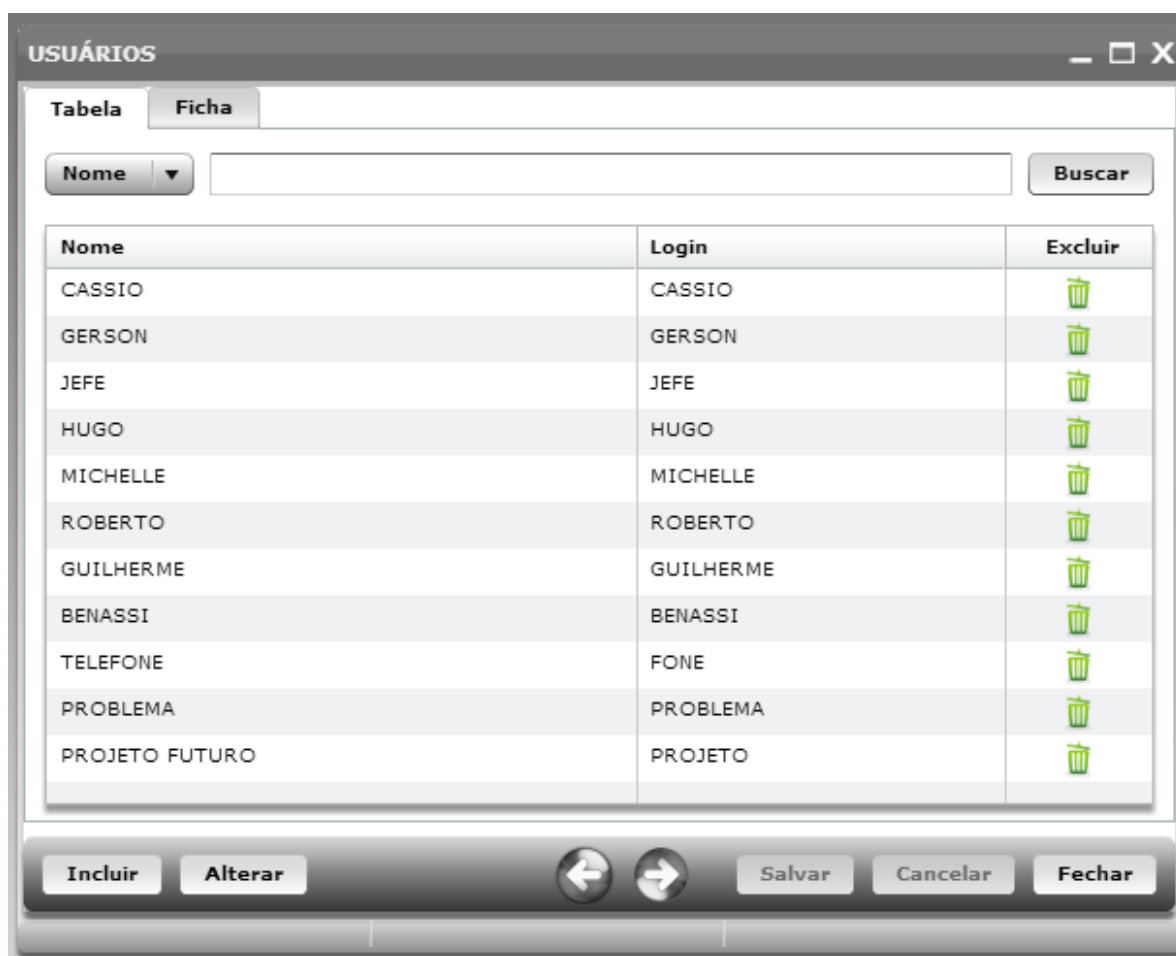 USUÁRIOS
Tabela Ficha
Nome Buscar
Nome Login Excluir
CASSIO CASSIO
GERSON GERSON
JEFE JEFE
HUGO HUGO
MICHELLE MICHELLE
ROBERTO ROBERTO
GUILHERME GUILHERME
BENASSI BENASSI
TELEFONE FONE
PROBLEMA PROBLEMA
PROJETO FUTURO PROJETO
Incluir Alterar Salvar Cancelar Fechar